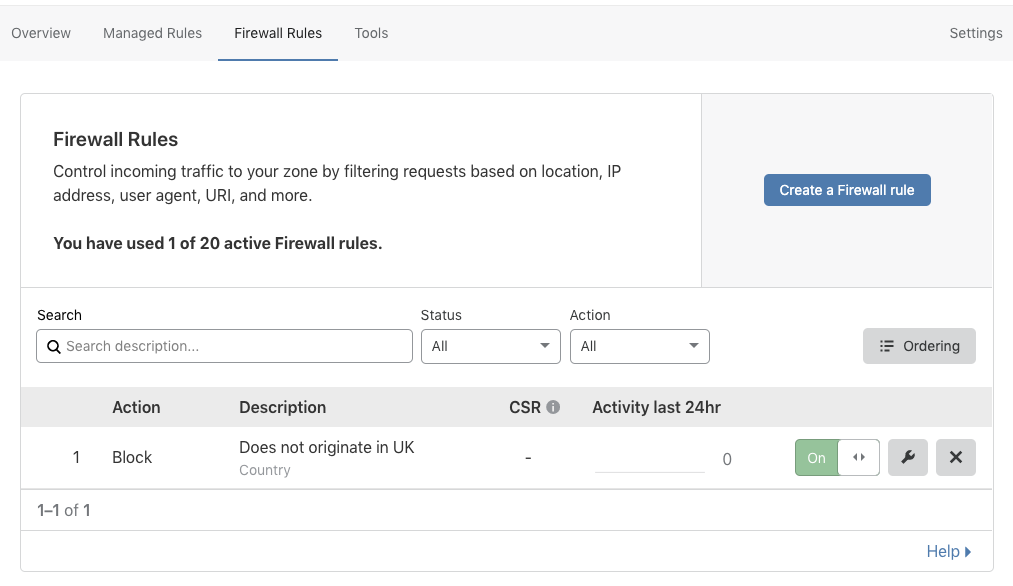 Overview Managed Rules Firewall Rules Tools Settings
Firewall Rules
Control incoming traffic to your zone by filtering requests based on location, IP
address, user agent, URI, and more.
You have used 1 of 20 active Firewall rules.
Create a Firewall rule
Search Status Action
Search description... All All Ordering
Action Description CSR Activity last 24hr
1 Block Does not originate in UK - 0 On
Country
1–1 of 1
Help